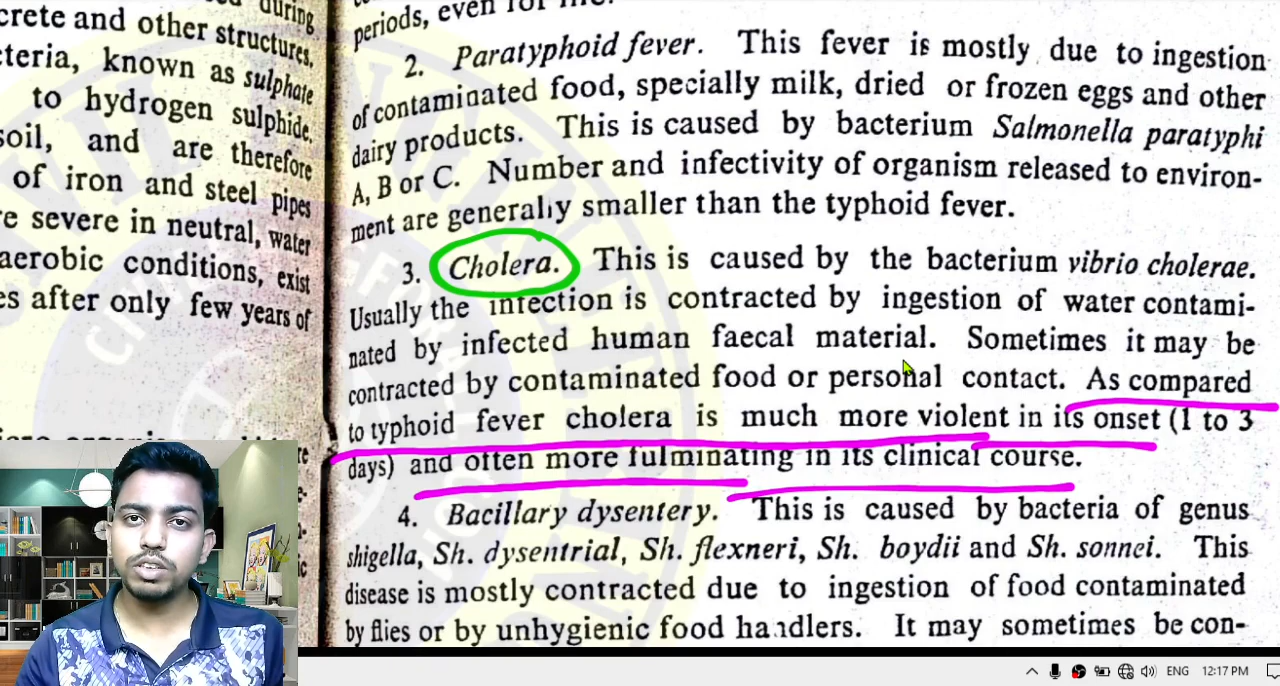 during
crete and other structures,
teria, known as sulphate
to hydrogen sulphide.
soil, and are therefore
of iron and steel pipes
re severe in neutral, water
aerobic conditions, exist
es after only few years of
periods, even for
2. Paratyphoid fever. This fever is mostly due to ingestion
of contaminated food, specially milk, dried or frozen eggs and other
dairy products. This is caused by bacterium Salmonella paratyphi
A, B or C. Number and infectivity of organism released to environ-
ment are generally smaller than the typhoid fever.
3. Cholera. This is caused by the bacterium vibrio cholerae.
Usually the infection is contracted by ingestion of water contami-
nated by infected human faecal material. Sometimes it may be
contracted by contaminated food or personal contact. As compared
to typhoid fever cholera is much more violent in its onset (1 to 3
days) and often more fulminating in its clinical course.
4. Bacillary dysentery. This is caused by bacteria of genus
shigella, Sh. dysentrial, Sh. flexneri, Sh. boydii and Sh. sonnei. This
disease is mostly contracted due to ingestion of food contaminated
by flies or by unhygienic food handlers. It may sometimes be con-
ENG 12:17 PM